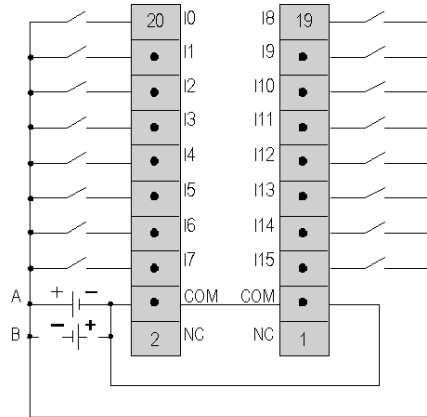 20 I0 I8 19
I1 I9
I2 I10
I3 I11
I4 I12
I5 I13
I6 I14
I7 I15
A + - COM COM
B - + 2 NC NC 1